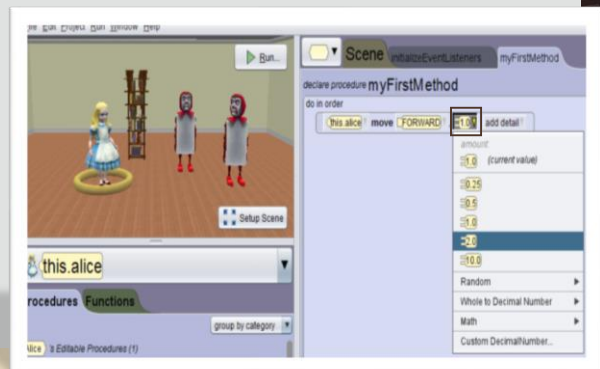 File Edit Project Run Window Help
Run...
Setup Scene
this.alice
rocedures Functions
group by category
Alice 's Editable Procedures (1)
Scene initializeEventListeners myFirstMethod
declare procedure myFirstMethod
do in order
this.alice move FORWARD 1.0 add detail
amount:
1.0 (current value)
0.25
0.5
1.0
2.0
10.0
Random
Whole to Decimal Number
Math
Custom DecimalNumber...